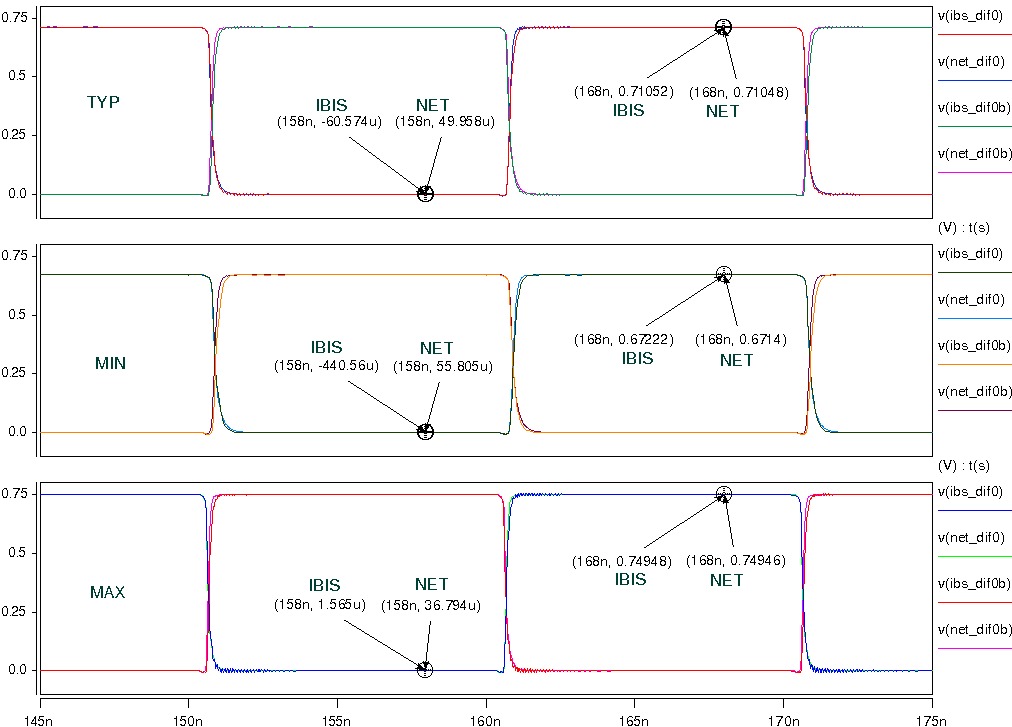 0.75
0.5
0.25
0.0
TYP
IBIS
NET
(158n, -60.574u)
(158n, 49.958u)
(168n, 0.71052)
(168n, 0.71048)
IBIS
NET
v(ibs_dif0)
v(net_dif0)
v(ibs_dif0b)
v(net_dif0b)
(V) : t(s)
0.75
0.5
0.25
0.0
MIN
IBIS
NET
(158n, -440.56u)
(158n, 55.805u)
(168n, 0.67222)
(168n, 0.6714)
IBIS
NET
v(ibs_dif0)
v(net_dif0)
v(ibs_dif0b)
v(net_dif0b)
(V) : t(s)
0.75
0.5
0.25
0.0
MAX
IBIS
NET
(158n, 1.565u)
(158n, 36.794u)
(168n, 0.74948)
(168n, 0.74946)
IBIS
NET
v(ibs_dif0)
v(net_dif0)
v(ibs_dif0b)
v(net_dif0b)
145n
150n
155n
160n
165n
170n
175n